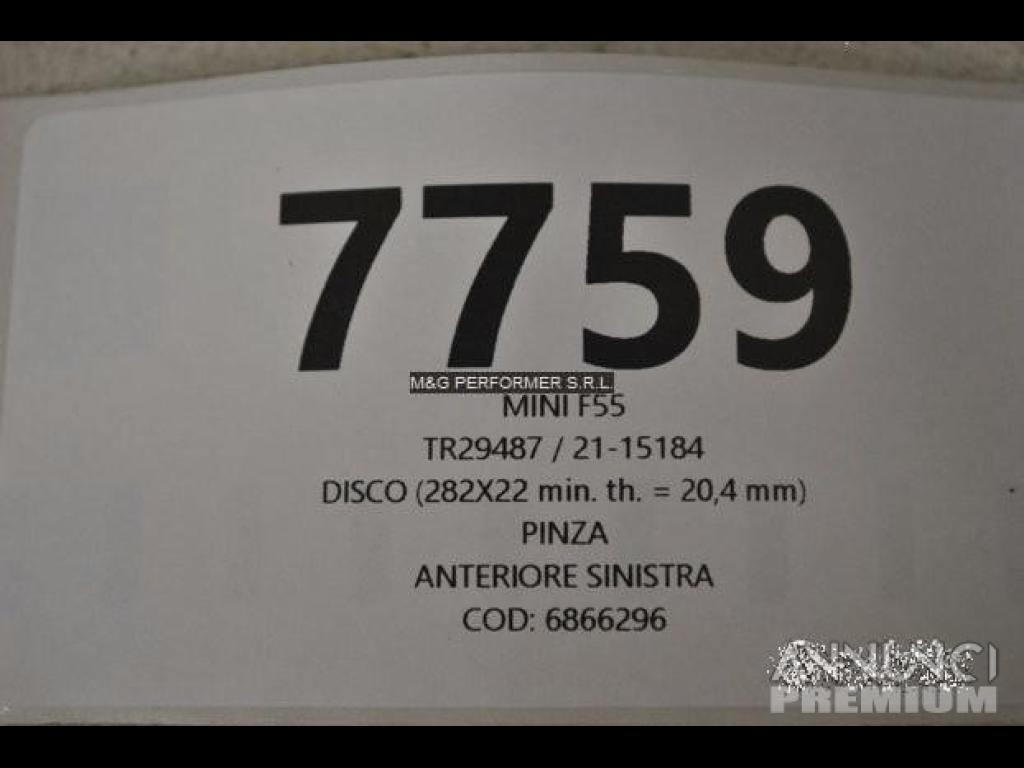 7759
M&G PERFORMER S.R.L.
MINI F55
TR29487 / 21-15184
DISCO (282X22 min. th. = 20,4 mm)
PINZA
ANTERIORE SINISTRA
COD: 6866296
ANNUNCI
PREMIUM